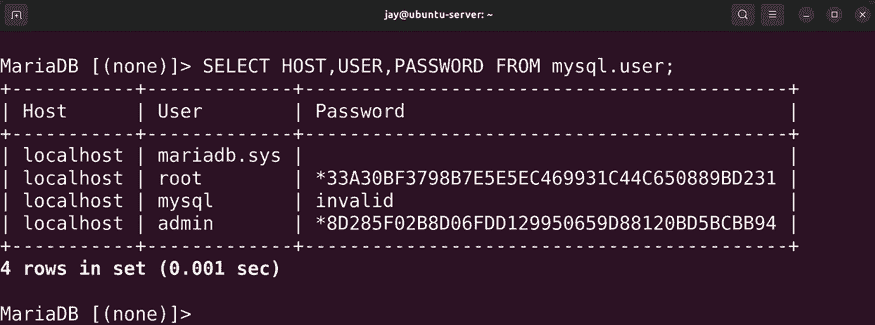 jay@ubuntu-server: ~
MariaDB [(none)]> SELECT HOST,USER,PASSWORD FROM mysql.user;
+-----------+-------------+-------------------------------------------+
| Host      | User        | Password                                  |
+-----------+-------------+-------------------------------------------+
| localhost | mariadb.sys |                                           |
| localhost | root        | *33A30BF3798B7E5E5EC469931C44C650889BD231 |
| localhost | mysql       | invalid                                   |
| localhost | admin       | *8D285F02B8D06FDD129950659D88120BD5BCBB94 |
+-----------+-------------+-------------------------------------------+
4 rows in set (0.001 sec)
MariaDB [(none)]>